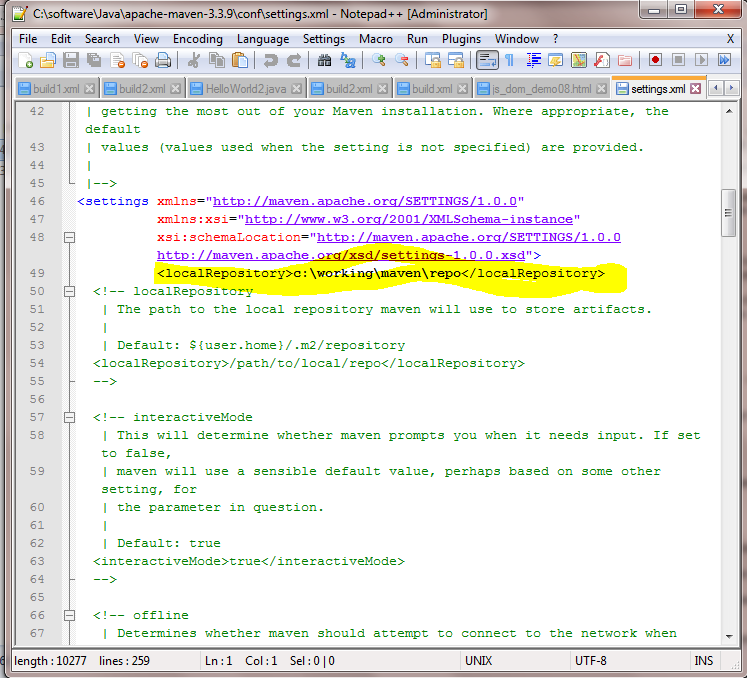 C:\software\Java\apache-maven-3.3.9\conf\settings.xml - Notepad++ [Administrator]
File Edit Search View Encoding Language Settings Macro Run Plugins Window ? X
build1.xml build2.xml HelloWorld2.java build2.xml build.xml js_dom_demo08.html settings.xml
42 | getting the most out of your Maven installation. Where appropriate, the
default
43 | values (values used when the setting is not specified) are provided.
44 |
45 |-->
46 <settings xmlns="http://maven.apache.org/SETTINGS/1.0.0"
47 xmlns:xsi="http://www.w3.org/2001/XMLSchema-instance"
48 xsi:schemaLocation="http://maven.apache.org/SETTINGS/1.0.0
http://maven.apache.org/xsd/settings-1.0.0.xsd">
49 <localRepository>c:\working\maven\repo</localRepository>
50 <!-- localRepository
51 | The path to the local repository maven will use to store artifacts.
52 |
53 | Default: ${user.home}/.m2/repository
54 <localRepository>/path/to/local/repo</localRepository>
55 -->
56
57 <!-- interactiveMode
58 | This will determine whether maven prompts you when it needs input. If set
to false,
59 | maven will use a sensible default value, perhaps based on some other
setting, for
60 | the parameter in question.
61 |
62 | Default: true
63 <interactiveMode>true</interactiveMode>
64 -->
65
66 <!-- offline
67 | Determines whether maven should attempt to connect to the network when
length : 10277 lines : 259 Ln : 1 Col : 1 Sel : 0 | 0 UNIX UTF-8 INS